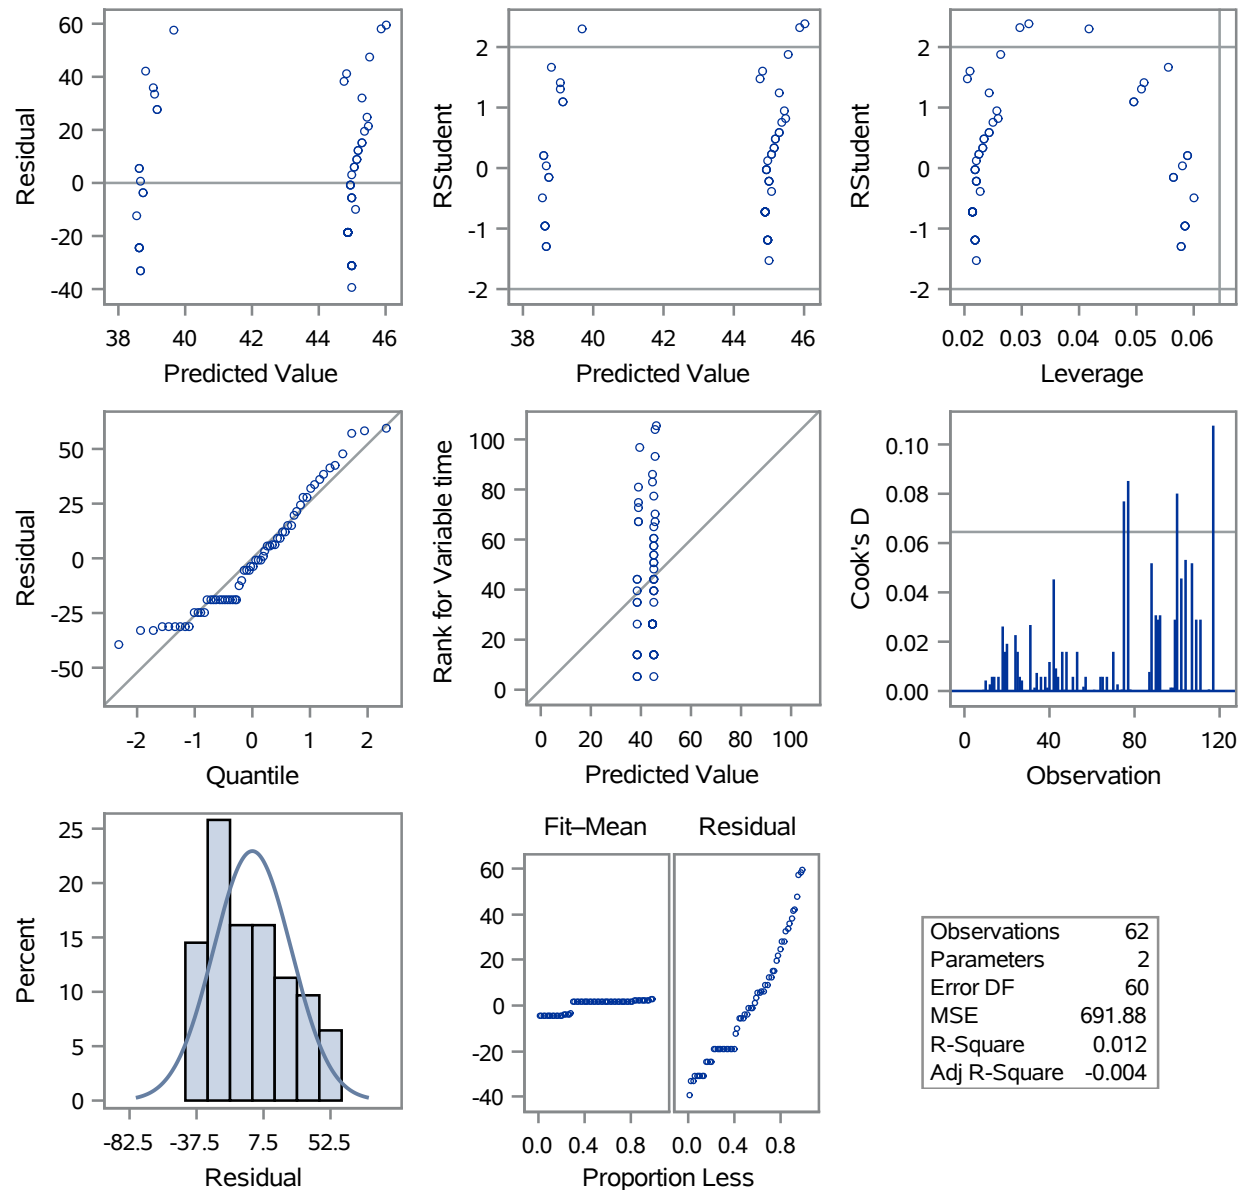 60
40
20
0
-20
-40
Residual
38 40 42 44 46
Predicted Value
2
1
0
-1
-2
RStudent
38 40 42 44 46
Predicted Value
2
1
0
-1
-2
RStudent
0.02 0.03 0.04 0.05 0.06
Leverage
50
25
0
-25
-50
Residual
-2 -1 0 1 2
Quantile
100
80
60
40
20
0
Rank for Variable time
0 20 40 60 80 100
Predicted Value
0.10
0.08
0.06
0.04
0.02
0.00
Cook's D
0 40 80 120
Observation
25
20
15
10
5
0
Percent
-82.5 -37.5 7.5 52.5
Residual
Fit–Mean Residual
60
40
20
0
-20
-40
0.0 0.4 0.8 0.0 0.4 0.8
Proportion Less
Observations 62
Parameters 2
Error DF 60
MSE 691.88
R-Square 0.012
Adj R-Square -0.004